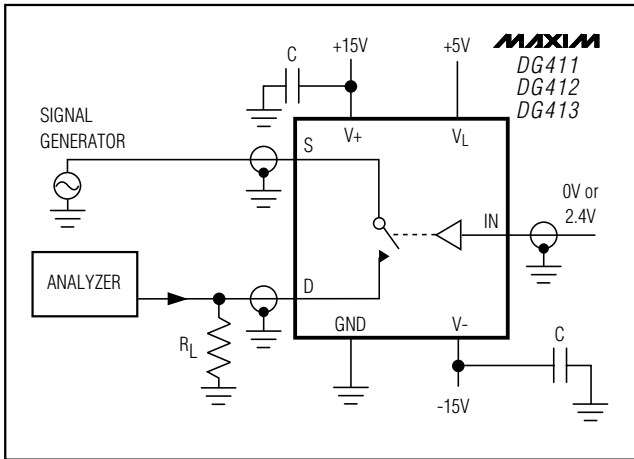 +15V
+5V
MAXIM
DG411
DG412
DG413
C
SIGNAL
GENERATOR
V+
VL
S
0V or
2.4V
IN
ANALYZER
D
RL
GND
V-
C
-15V